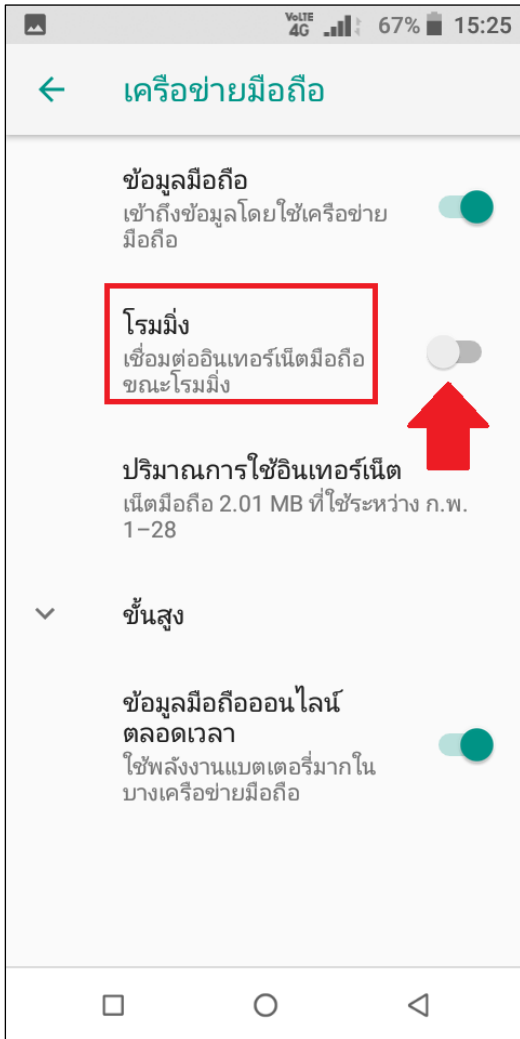 VoLTE
4G 67% 15:25
เครือข่ายมือถือ
ข้อมูลมือถือ
เข้าถึงข้อมูลโดยใช้เครือข่าย
มือถือ
โรมมิ่ง
เชื่อมต่ออินเทอร์เน็ตมือถือ
ขณะโรมมิ่ง
ปริมาณการใช้อินเทอร์เน็ต
เน็ตมือถือ 2.01 MB ที่ใช้ระหว่าง ก.พ.
1–28
ขั้นสูง
ข้อมูลมือถือออนไลน์
ตลอดเวลา
ใช้พลังงานแบตเตอรี่มากใน
บางเครือข่ายมือถือ